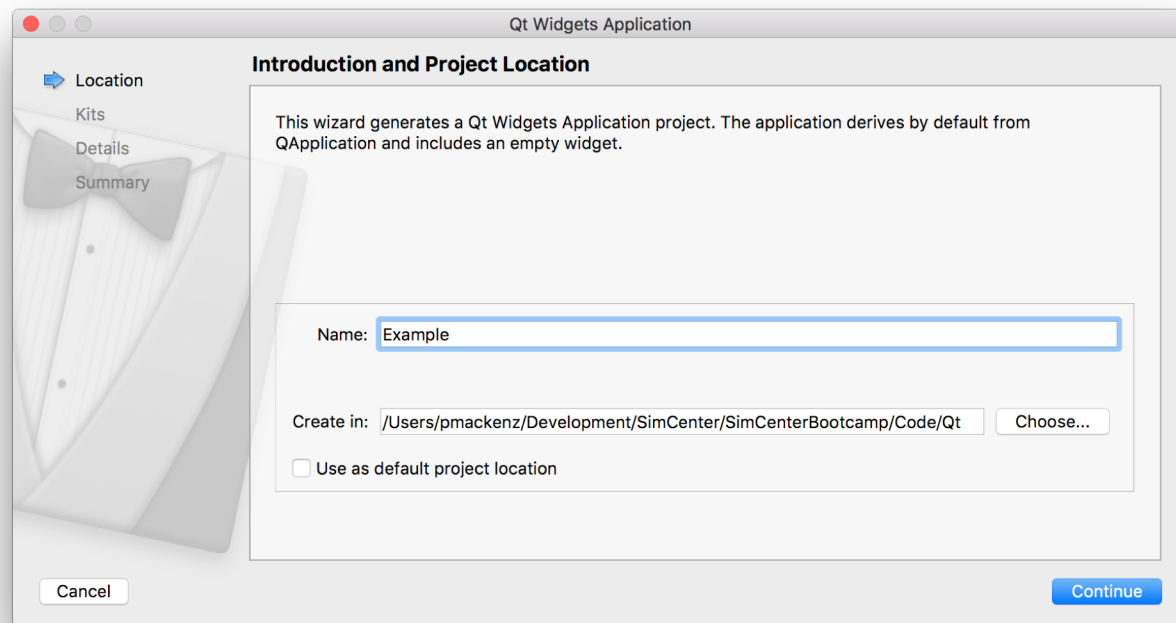 Qt Widgets Application
Location
Kits
Details
Summary
Introduction and Project Location
This wizard generates a Qt Widgets Application project. The application derives by default from
QApplication and includes an empty widget.
Name: Example
Create in: /Users/pmackenz/Development/SimCenter/SimCenterBootcamp/Code/Qt Choose...
Use as default project location
Cancel Continue